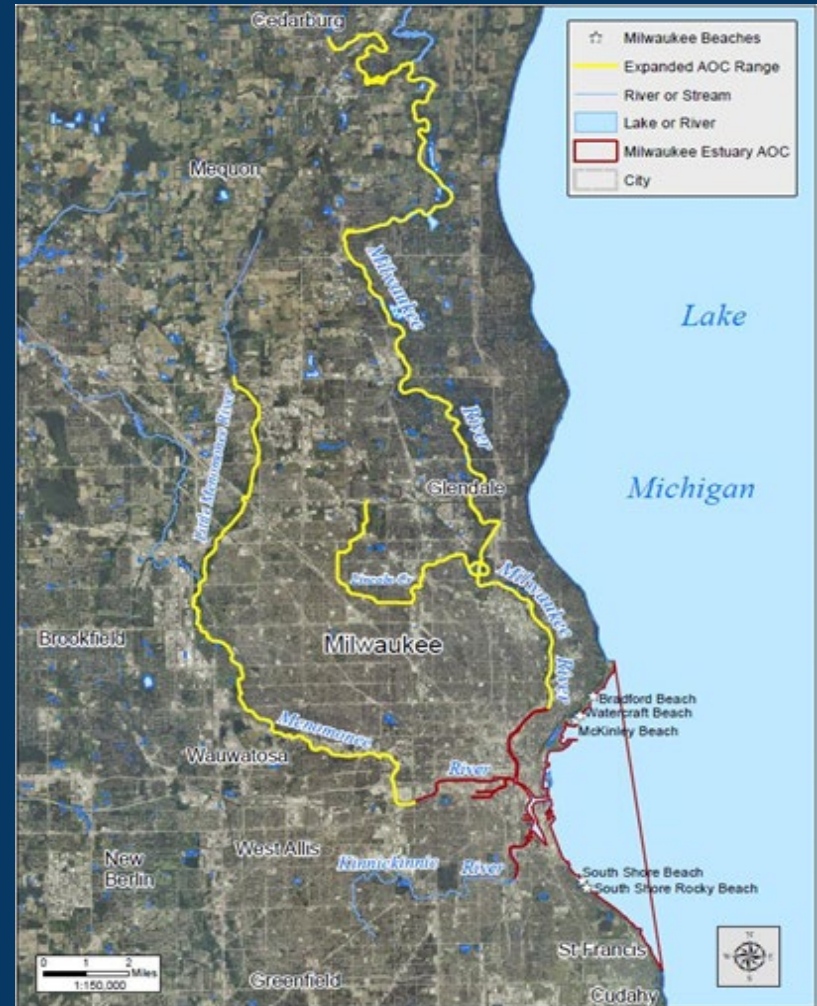 Cedarburg
Milwaukee Beaches
Expanded AOC Range
River or Stream
Lake or River
Milwaukee Estuary AOC
City
Mequon
Milwaukee
River
Lake
Michigan
Little Menomonee River
Glendale
Lincoln Cr
Milwaukee
River
Brookfield
Milwaukee
Bradford Beach
Watercraft Beach
McKinley Beach
Menomonee
River
Wauwatosa
West Allis
New
Berlin
Kinnickinnic
River
South Shore Beach
South Shore Rocky Beach
St Francis
Greenfield
Cudahy
0 1 2
Miles
1:150,000
N
W
E
S